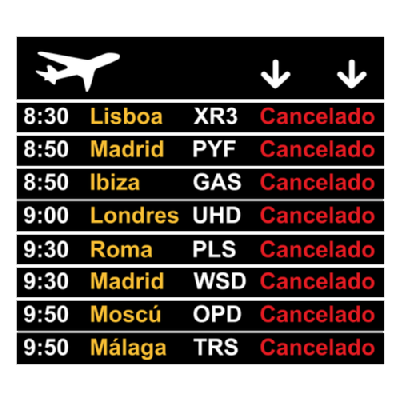 8:30 Lisboa XR3 Cancelado
8:50 Madrid PYF Cancelado
8:50 Ibiza GAS Cancelado
9:00 Londres UHD Cancelado
9:30 Roma PLS Cancelado
9:30 Madrid WSD Cancelado
9:50 Moscú OPD Cancelado
9:50 Málaga TRS Cancelado